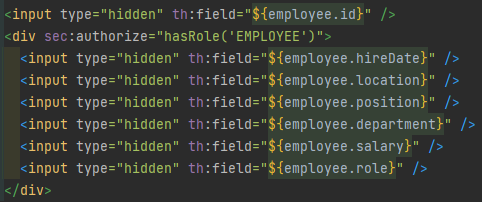 <input type="hidden" th:field="${employee.id}" />
<div sec:authorize="hasRole('EMPLOYEE')">
<input type="hidden" th:field="${employee.hireDate}" />
<input type="hidden" th:field="${employee.location}" />
<input type="hidden" th:field="${employee.position}" />
<input type="hidden" th:field="${employee.department}" />
<input type="hidden" th:field="${employee.salary}" />
<input type="hidden" th:field="${employee.role}" />
</div>